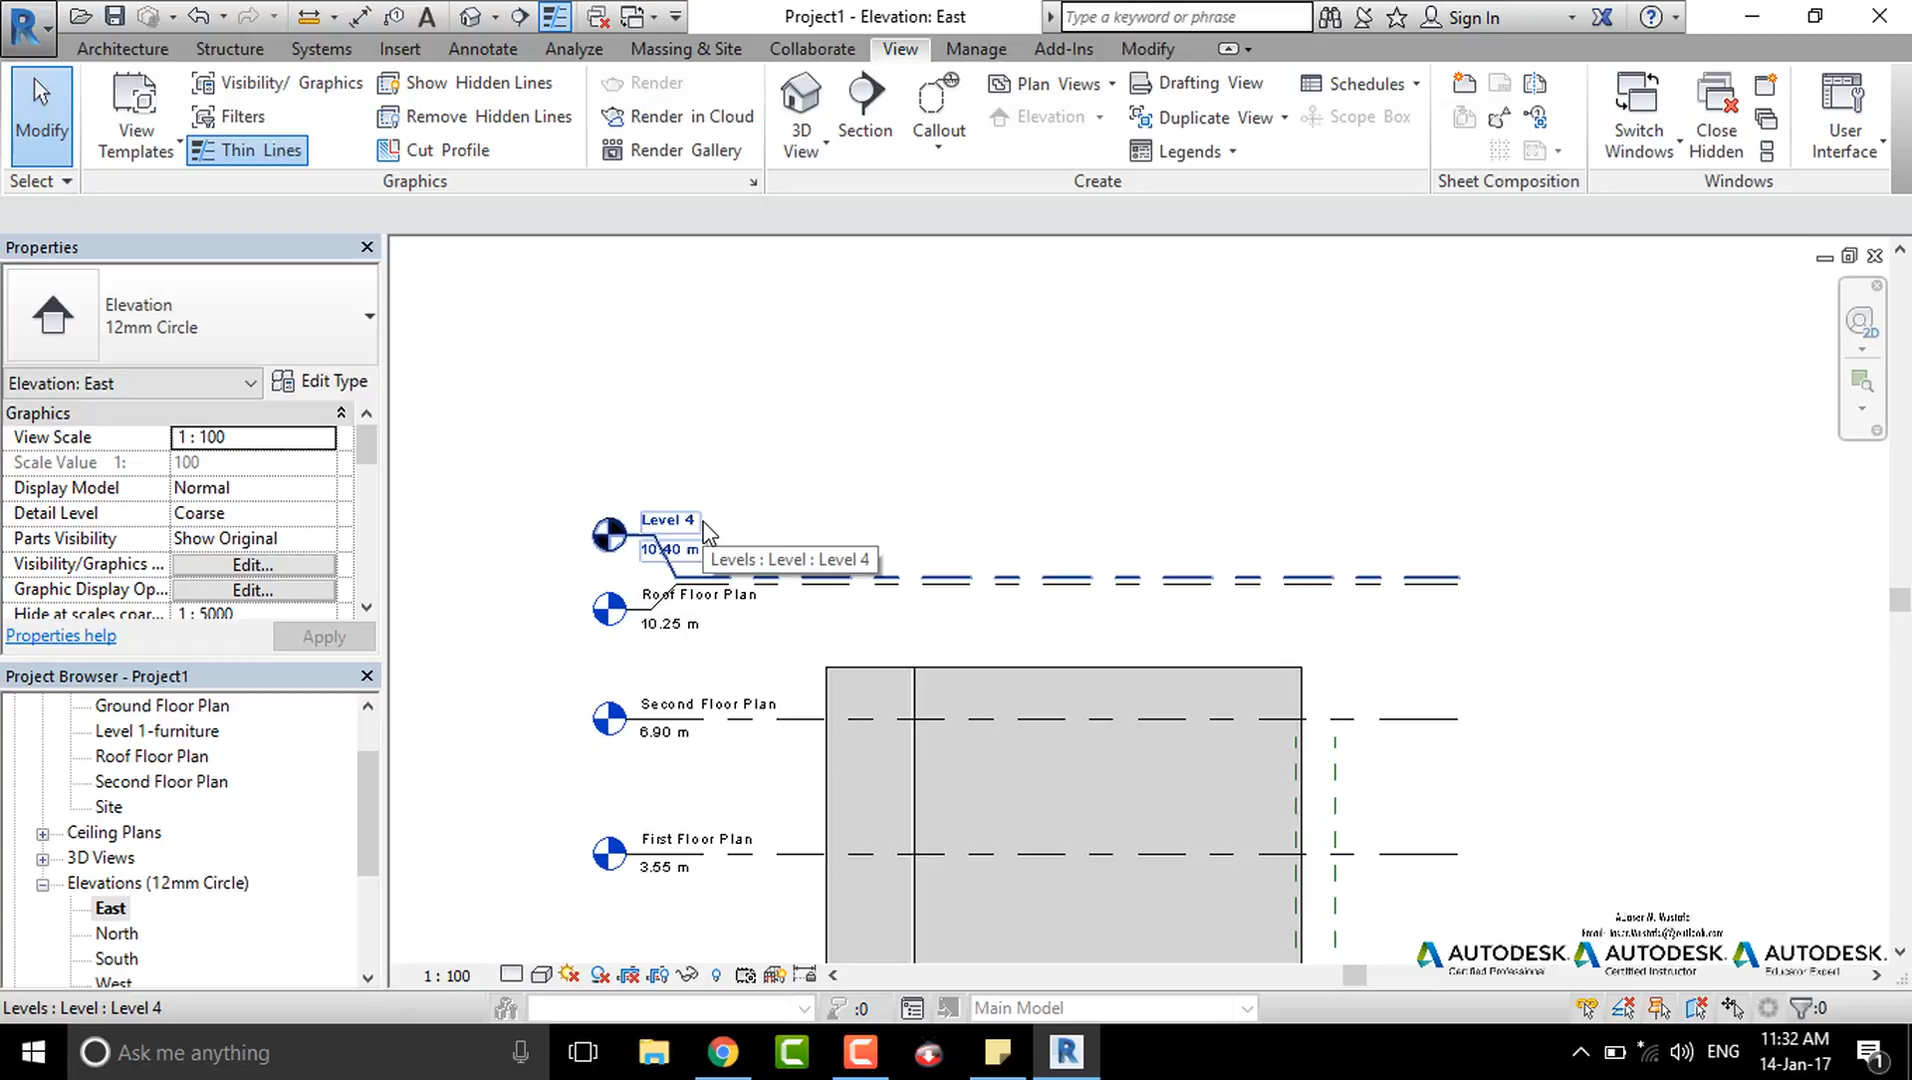 Project1 - Elevation: East
Type a keyword or phrase
Sign In
Architecture Structure Systems Insert Annotate Analyze Massing & Site Collaborate View Manage Add-Ins Modify
Modify
View Templates
Visibility/ Graphics
Filters
Thin Lines
Show Hidden Lines
Remove Hidden Lines
Cut Profile
Render
Render in Cloud
Render Gallery
3D View
Section
Callout
Plan Views
Elevation
Drafting View
Duplicate View
Legends
Schedules
Scope Box
Switch Windows
Close Hidden
User Interface
Select
Graphics
Create
Sheet Composition
Windows
Properties
Elevation
12mm Circle
Elevation: East
Edit Type
Graphics
View Scale 1 : 100
Scale Value 1: 100
Display Model Normal
Detail Level Coarse
Parts Visibility Show Original
Visibility/Graphics ... Edit...
Graphic Display Op... Edit...
Hide at scales coar... 1 : 5000
Properties help
Apply
Project Browser - Project1
Ground Floor Plan
Level 1-furniture
Roof Floor Plan
Second Floor Plan
Site
Ceiling Plans
3D Views
Elevations (12mm Circle)
East
North
South
West
2D
Level 4
10.40 m
Levels : Level : Level 4
Roof Floor Plan
10.25 m
Second Floor Plan
6.90 m
First Floor Plan
3.55 m
AUTODESK. AUTODESK. AUTODESK.
Certified Professional Certified Instructor Educator Expert
1 : 100
Levels : Level : Level 4
:0
Main Model
:0
Ask me anything
ENG
11:32 AM
14-Jan-17
1